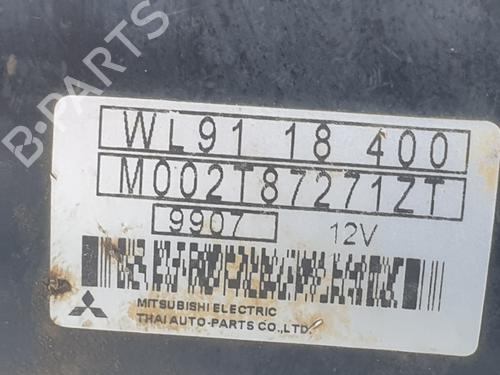 B-PARTS
WL91 18 400
M002T87271ZT
9907 12V
MITSUBISHI ELECTRIC
THAI AUTO-PARTS CO.,LTD.